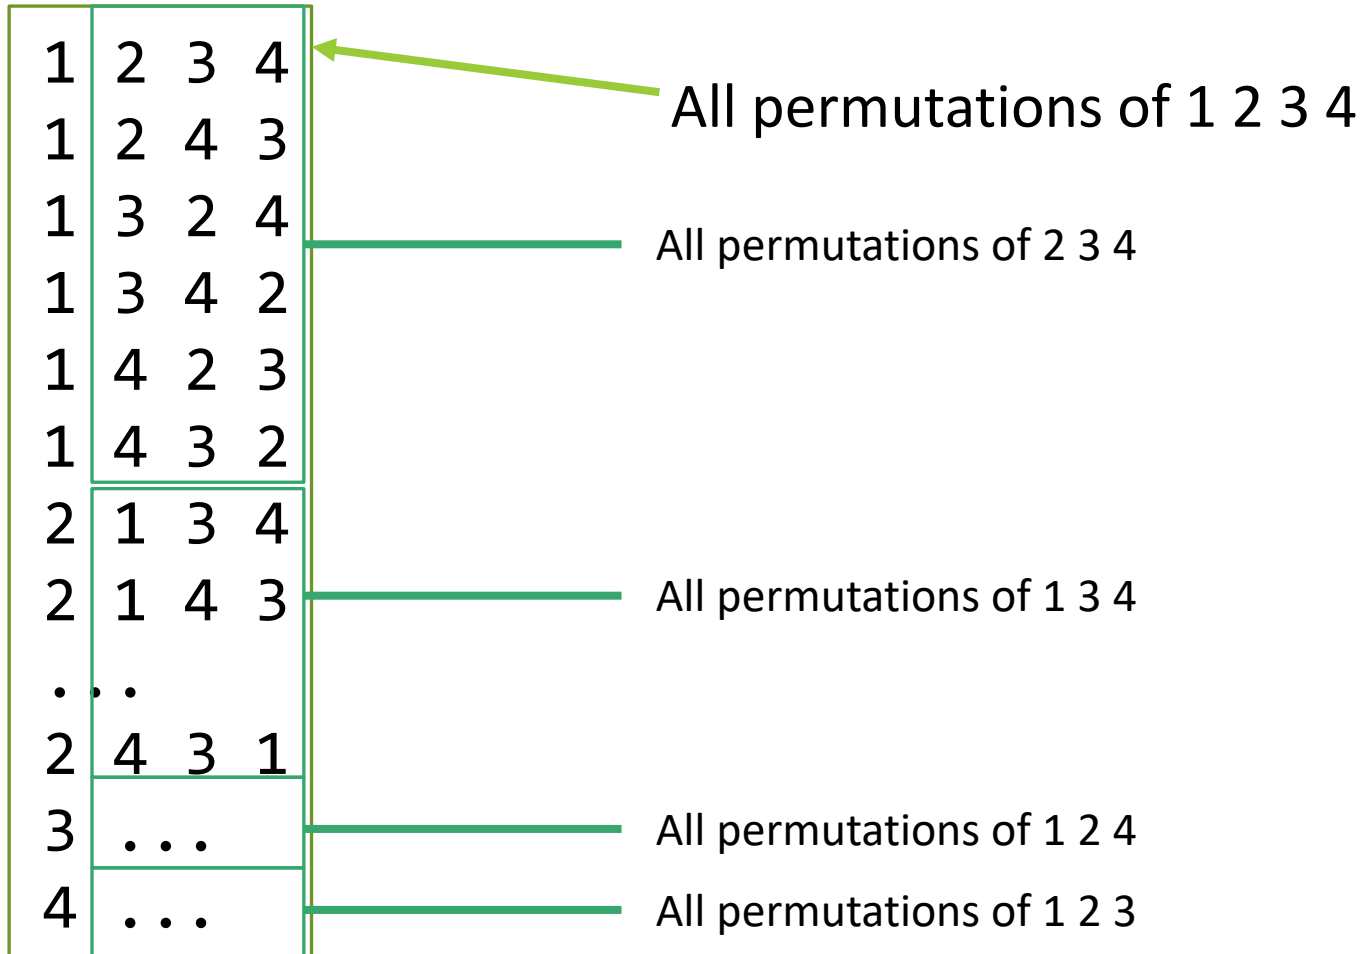 1 2 3 4
All permutations of 1 2 3 4
1 2 4 3
1 3 2 4
All permutations of 2 3 4
1 3 4 2
1 4 2 3
1 4 3 2
2 1 3 4
2 1 4 3
All permutations of 1 3 4
...
2 4 3 1
3 ...
All permutations of 1 2 4
4 ...
All permutations of 1 2 3